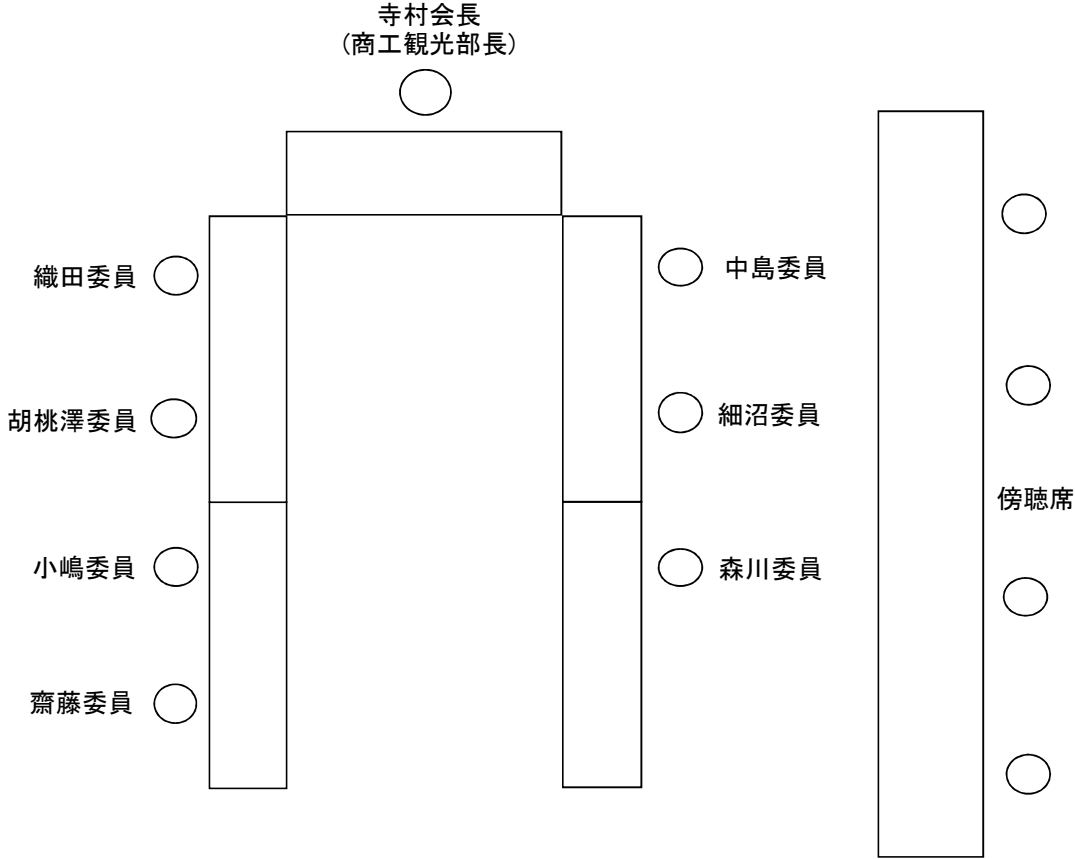 寺村会長
（商工観光部長）
織田委員
中島委員
胡桃澤委員
細沼委員
傍聴席
小嶋委員
森川委員
齋藤委員